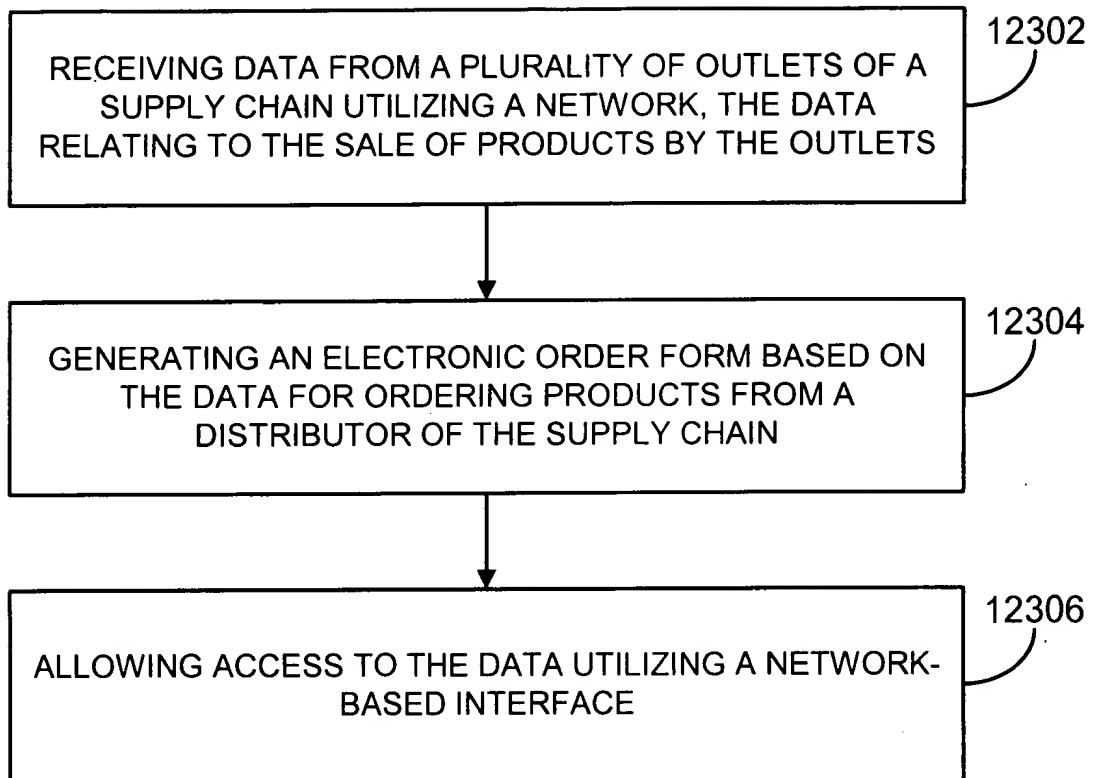 12302
RECEIVING DATA FROM A PLURALITY OF OUTLETS OF A
SUPPLY CHAIN UTILIZING A NETWORK, THE DATA
RELATING TO THE SALE OF PRODUCTS BY THE OUTLETS
12304
GENERATING AN ELECTRONIC ORDER FORM BASED ON
THE DATA FOR ORDERING PRODUCTS FROM A
DISTRIBUTOR OF THE SUPPLY CHAIN
12306
ALLOWING ACCESS TO THE DATA UTILIZING A NETWORK-
BASED INTERFACE